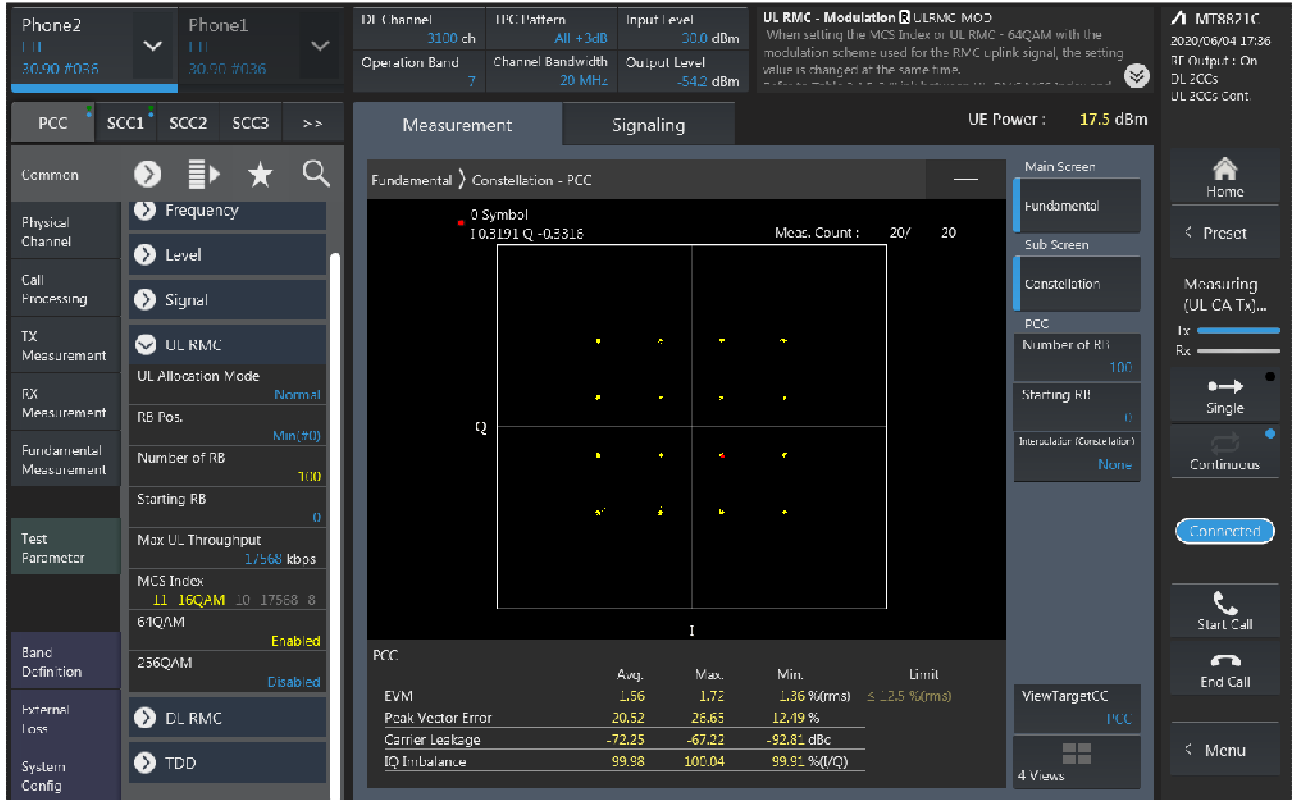 Phone2
LTE
30.90 #036
Phone1
LTE
30.90 #036
DL Channel
3100 ch
TPC Pattern
All +3dB
Input Level
30.0 dBm
Operation Band
7
Channel Bandwidth
20 MHz
Output Level
-54.2 dBm
UL RMC - Modulation R ULRMC_MOD
When setting the MCS Index or UL RMC - 64QAM with the
modulation scheme used for the RMC uplink signal, the setting
value is changed at the same time.
MT8821C
2020/06/04 17:36
RF Output : On
DL 2CCs
UL 2CCs Cont.
PCC
SCC1
SCC2
SCC3
>>
Measurement
Signaling
UE Power :
17.5 dBm
Common
Physical
Channel
Call
Processing
TX
Measurement
RX
Measurement
Fundamental
Measurement
Test
Parameter
Band
Definition
External
Loss
System
Config
Frequency
Level
Signal
UL RMC
UL Allocation Mode
Normal
RB Pos.
Min(#0)
Number of RB
100
Starting RB
0
Max UL Throughput
17568 kbps
MCS Index
11 16QAM 10 17568 8
64QAM
Enabled
256QAM
Disabled
DL RMC
TDD
Fundamental
Constellation - PCC
0 Symbol
I 0.3191 Q -0.3316
Meas. Count : 20/ 20
Q
I
PCC
Avg. Max. Min. Limit
EVM 1.56 1.72 1.36 %(rms) ≤ 12.5 %(rms)
Peak Vector Error 20.52 26.65 12.49 %
Carrier Leakage -72.25 -67.22 -92.81 dBc
IQ Imbalance 99.98 100.04 99.91 %(I/Q)
Main Screen
Fundamental
Sub Screen
Constellation
PCC
Number of RB
100
Starting RB
0
Interpolation (Constellation)
None
ViewTargetCC
PCC
4 Views
Home
< Preset
Measuring
(UL CA Tx)...
Tx
Rx
Single
Continuous
Connected
Start Call
End Call
< Menu